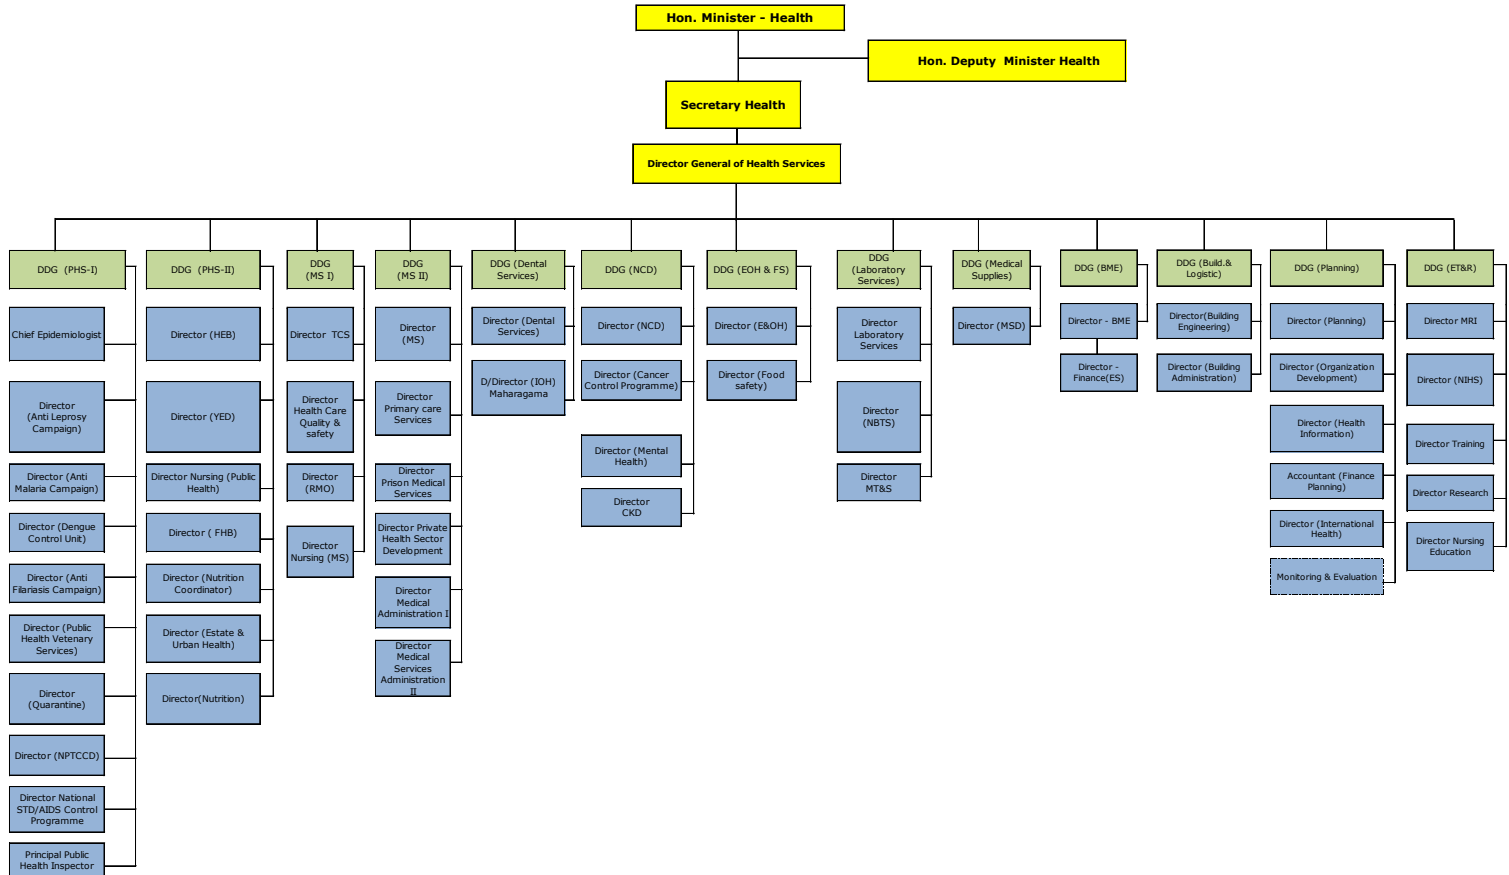 Hon. Minister - Health
Hon. Deputy Minister Health
Secretary Health
Director General of Health Services
DDG (PHS-I)
Chief Epidemiologist
Director
(Anti Leprosy
Campaign)
Director (Anti
Malaria Campaign)
Director (Dengue
Control Unit)
Director (Anti
Filariasis Campaign)
Director (Public
Health Vetenary
Services)
Director
(Quarantine)
Director (NPTCCD)
Director National
STD/AIDS Control
Programme
Principal Public
Health Inspector
DDG (PHS-II)
Director (HEB)
Director (YED)
Director Nursing (Public
Health)
Director ( FHB)
Director (Nutrition
Coordinator)
Director (Estate &
Urban Health)
Director(Nutrition)
DDG
(MS I)
Director TCS
Director
Health Care
Quality &
safety
Director
(RMO)
Director
Nursing (MS)
DDG
(MS II)
Director
(MS)
Director
Primary care
Services
Director
Prison Medical
Services
Director Private
Health Sector
Development
Director
Medical
Administration I
Director
Medical
Services
Administration
II
DDG (Dental
Services)
Director (Dental
Services)
D/Director (IOH)
Maharagama
DDG (NCD)
Director (NCD)
Director (Cancer
Control Programme)
Director (Mental
Health)
Director
CKD
DDG (EOH & FS)
Director (E&OH)
Director (Food
safety)
DDG
(Laboratory
Services)
Director
Laboratory
Services
Director
(NBTS)
Director
MT&S
DDG (Medical
Supplies)
Director (MSD)
DDG (BME)
Director - BME
Director -
Finance(ES)
DDG (Build.&
Logistic)
Director(Building
Engineering)
Director (Building
Administration)
DDG (Planning)
Director (Planning)
Director (Organization
Development)
Director (Health
Information)
Accountant (Finance
Planning)
Director (International
Health)
Monitoring & Evaluation
DDG (ET&R)
Director MRI
Director (NIHS)
Director Training
Director Research
Director Nursing
Education